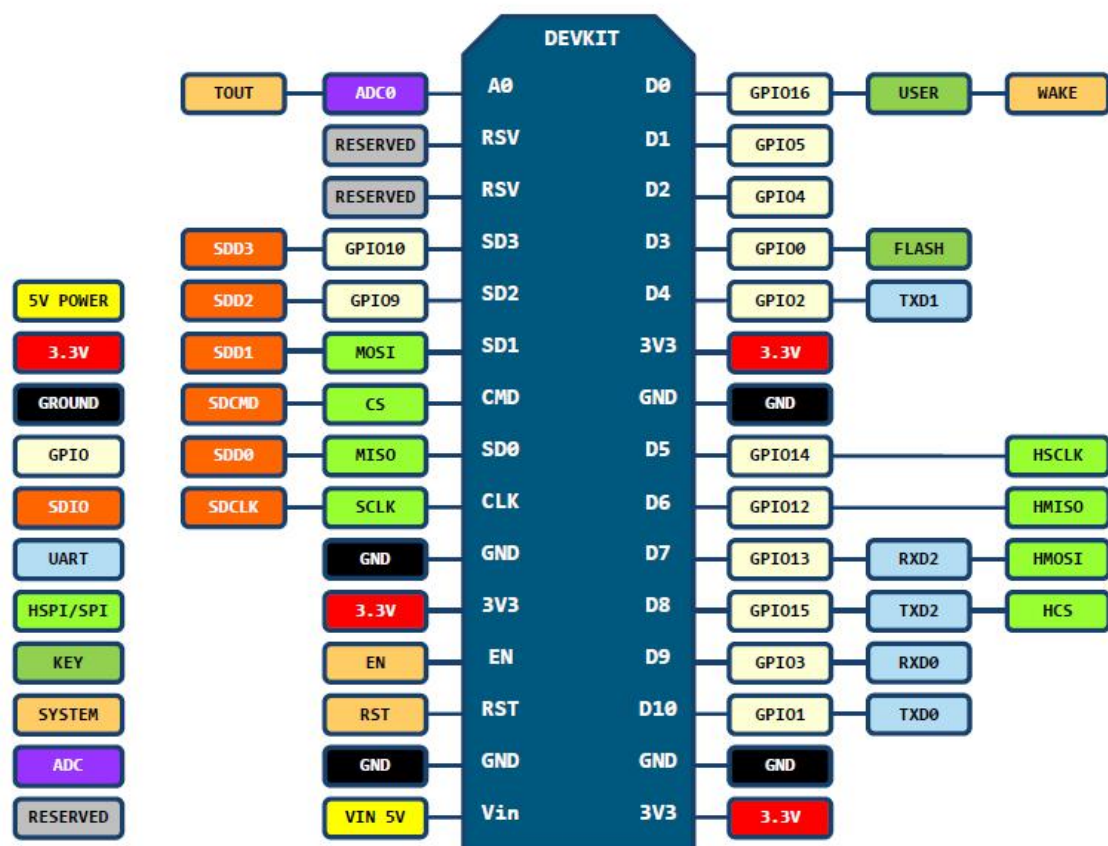 DEVKIT
TOUT ADC0 A0 D0 GPIO16 USER WAKE
RESERVED RSV D1 GPIO5
RESERVED RSV D2 GPIO4
SDD3 GPIO10 SD3 D3 GPIO0 FLASH
5V POWER SDD2 GPIO9 SD2 D4 GPIO2 TXD1
3.3V SDD1 MOSI SD1 3V3 3.3V
GROUND SDCMD CS CMD GND GND
GPIO SDD0 MISO SD0 D5 GPIO14 HSCLK
SDIO SDCLK SCLK CLK D6 GPIO12 HMISO
UART GND GND D7 GPIO13 RXD2 HMOSI
HSPI/SPI 3.3V 3V3 D8 GPIO15 TXD2 HCS
KEY EN EN D9 GPIO3 RXD0
SYSTEM RST RST D10 GPIO1 TXD0
ADC GND GND GND GND
RESERVED VIN 5V Vin 3V3 3.3V